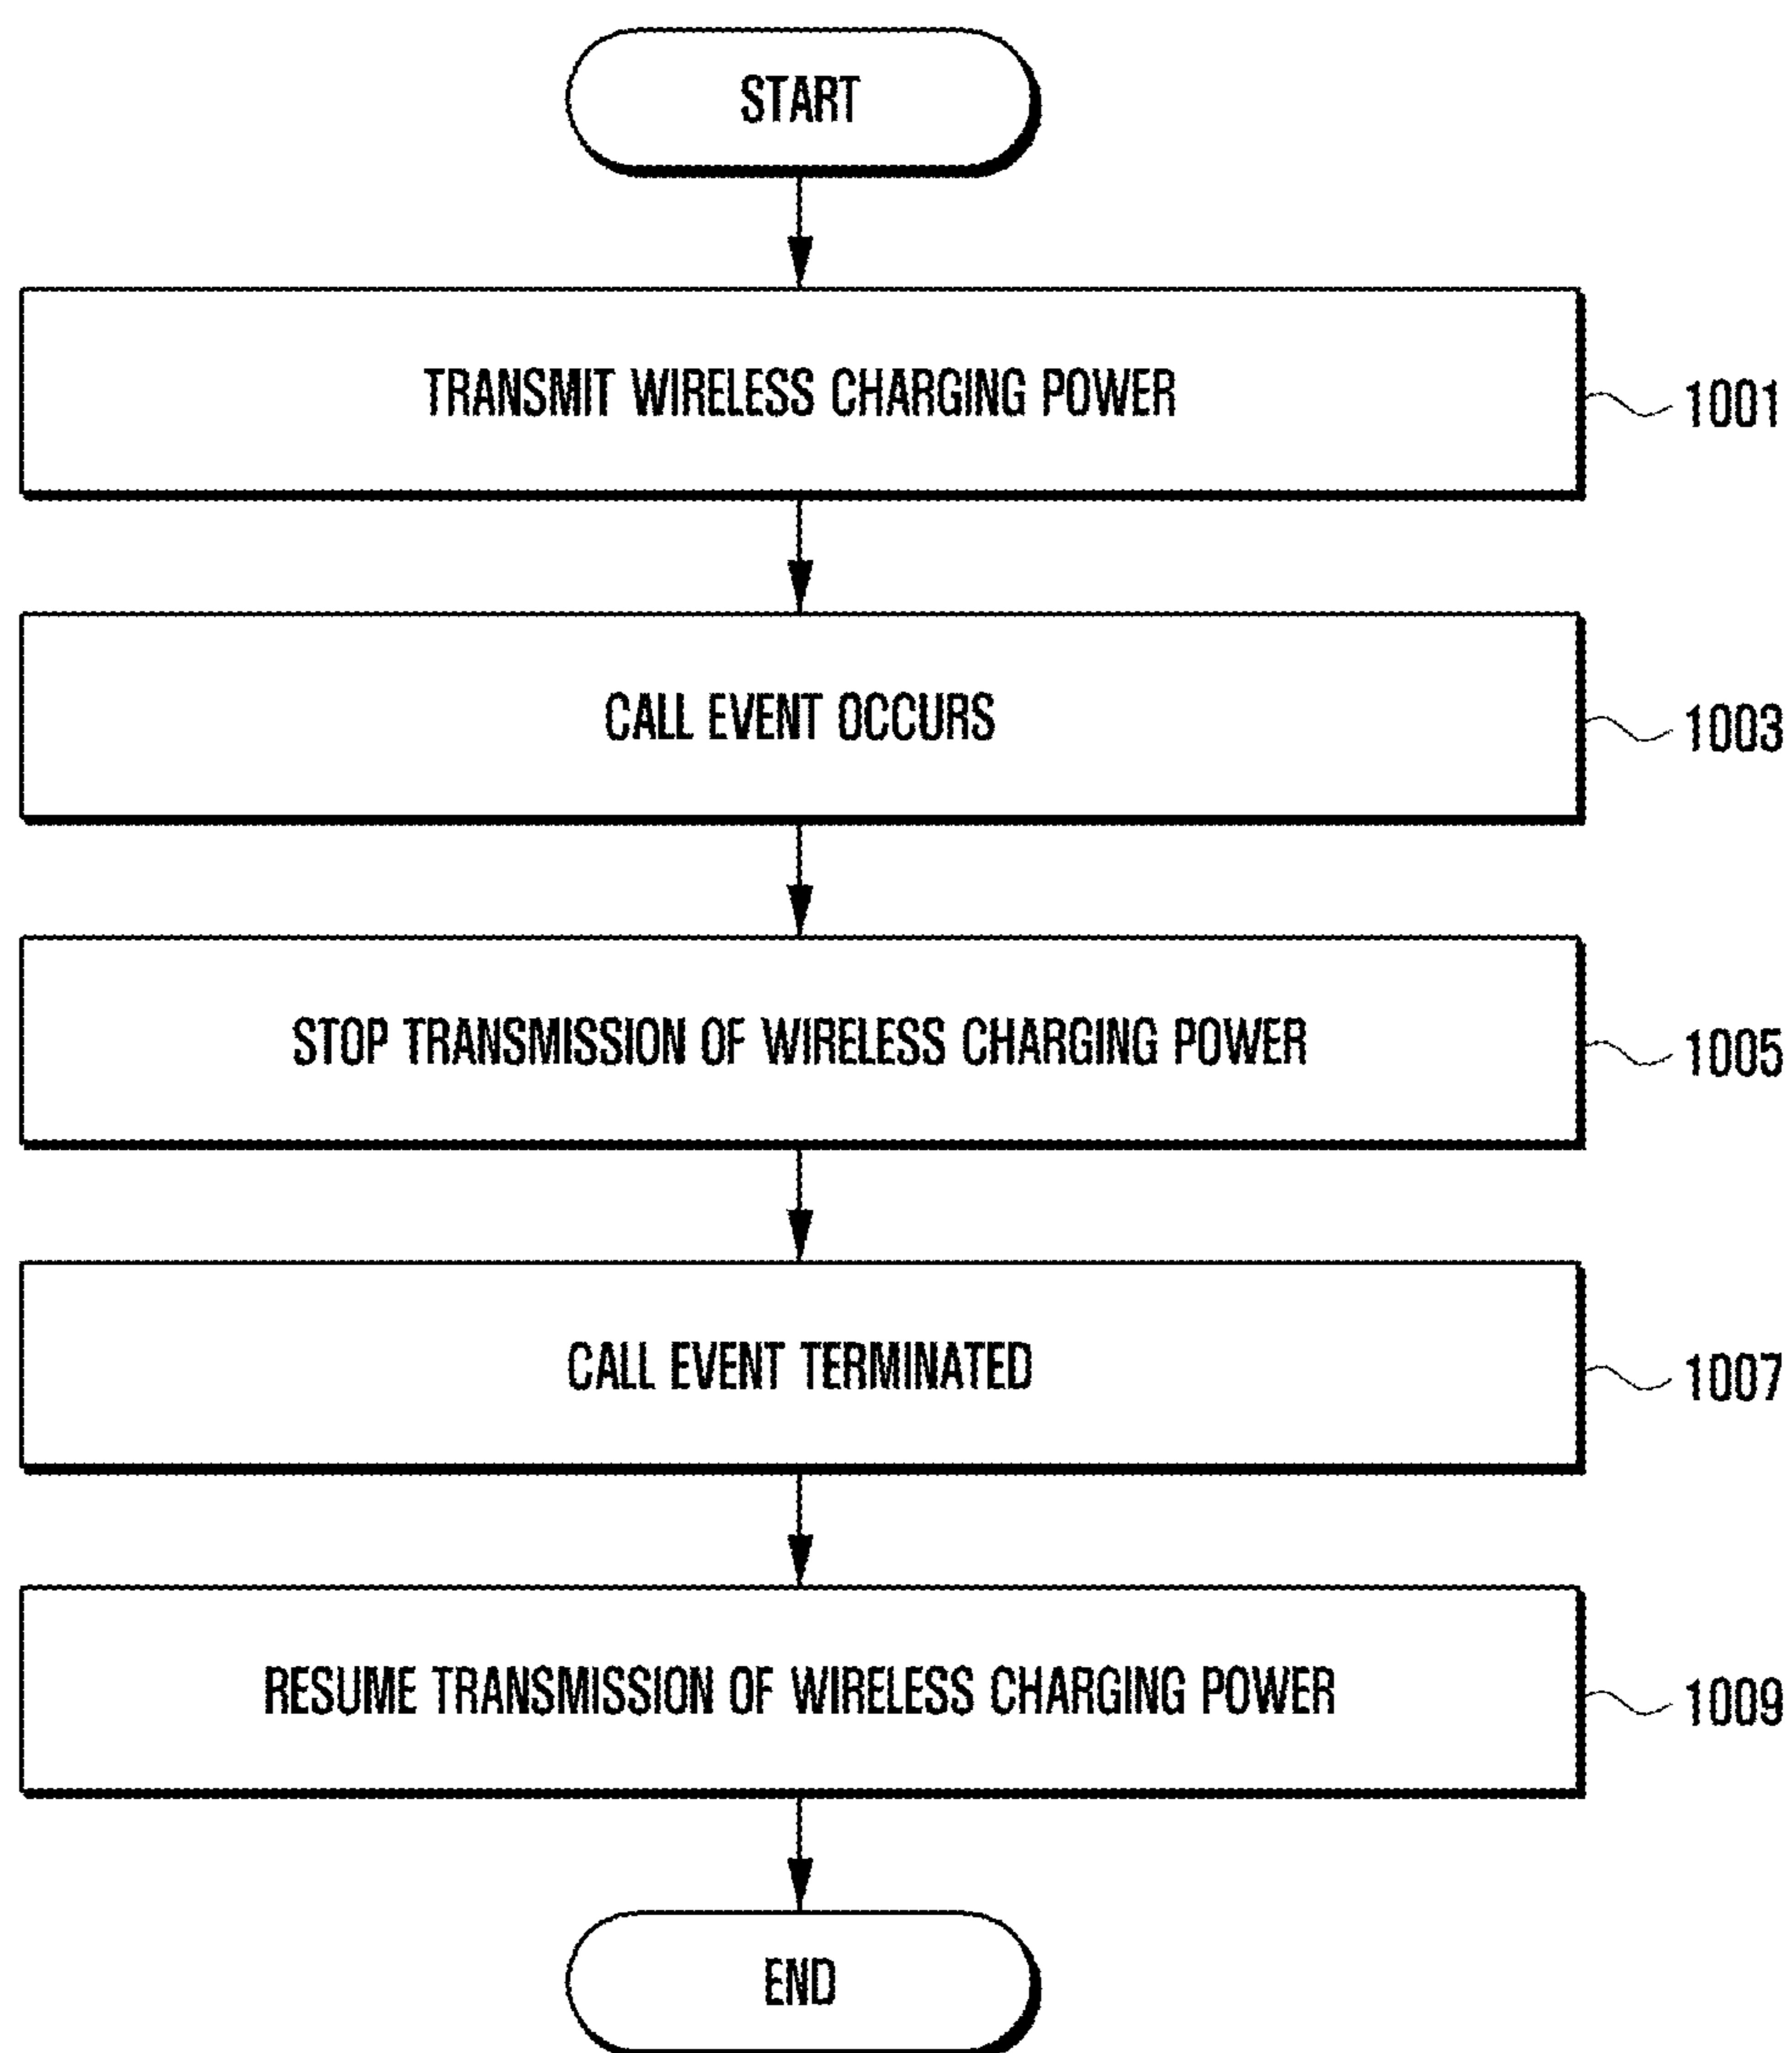 START
TRANSMIT WIRELESS CHARGING POWER
1001
CALL EVENT OCCURS
1003
STOP TRANSMISSION OF WIRELESS CHARGING POWER
1005
CALL EVENT TERMINATED
1007
RESUME TRANSMISSION OF WIRELESS CHARGING POWER
1009
END